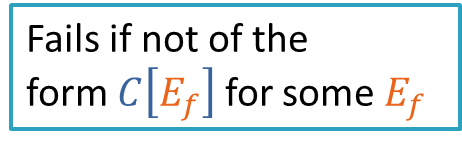 Fails if not of the
form C[E_f] for some E_f